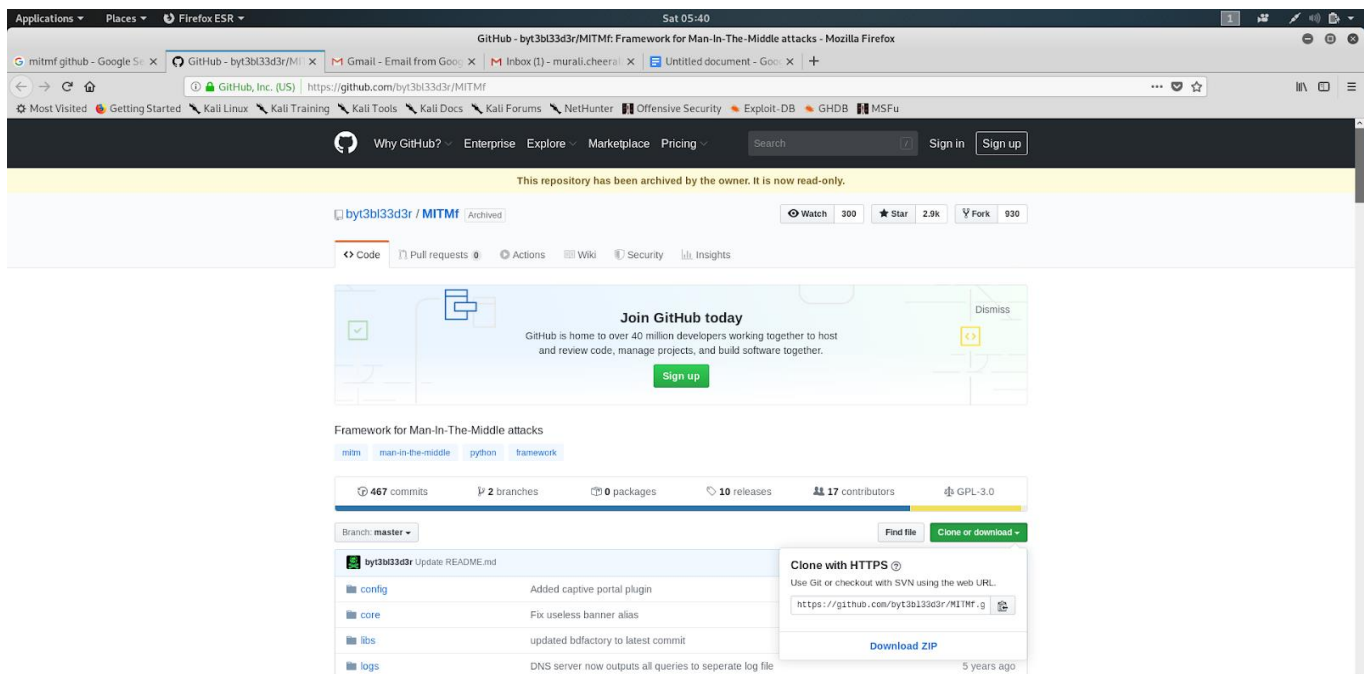 Applications Places Firefox ESR Sat 05:40 1
GitHub - byt3bl33d3r/MITMf: Framework for Man-In-The-Middle attacks - Mozilla Firefox
mitmf github - Google Se GitHub - byt3bl33d3r/MI Gmail - Email from Goog Inbox (1) - murali.cheeral Untitled document - Goo
GitHub, Inc. (US) https://github.com/byt3bl33d3r/MITMf
Most Visited Getting Started Kali Linux Kali Training Kali Tools Kali Docs Kali Forums NetHunter Offensive Security Exploit-DB GHDB MSFu
Why GitHub? Enterprise Explore Marketplace Pricing Search / Sign in Sign up
This repository has been archived by the owner. It is now read-only.
byt3bl33d3r / MITMf Archived Watch 300 Star 2.9k Fork 930
Code Pull requests 0 Actions Wiki Security Insights
Join GitHub today Dismiss
GitHub is home to over 40 million developers working together to host
and review code, manage projects, and build software together.
Sign up
Framework for Man-In-The-Middle attacks
mitm man-in-the-middle python framework
467 commits 2 branches 0 packages 10 releases 17 contributors GPL-3.0
Branch: master Find file Clone or download
byt3bl33d3r Update README.md
config Added captive portal plugin
core Fix useless banner alias
libs updated bdfactory to latest commit
logs DNS server now outputs all queries to seperate log file 5 years ago
Clone with HTTPS
Use Git or checkout with SVN using the web URL.
https://github.com/byt3bl33d3r/MITMf.g
Download ZIP